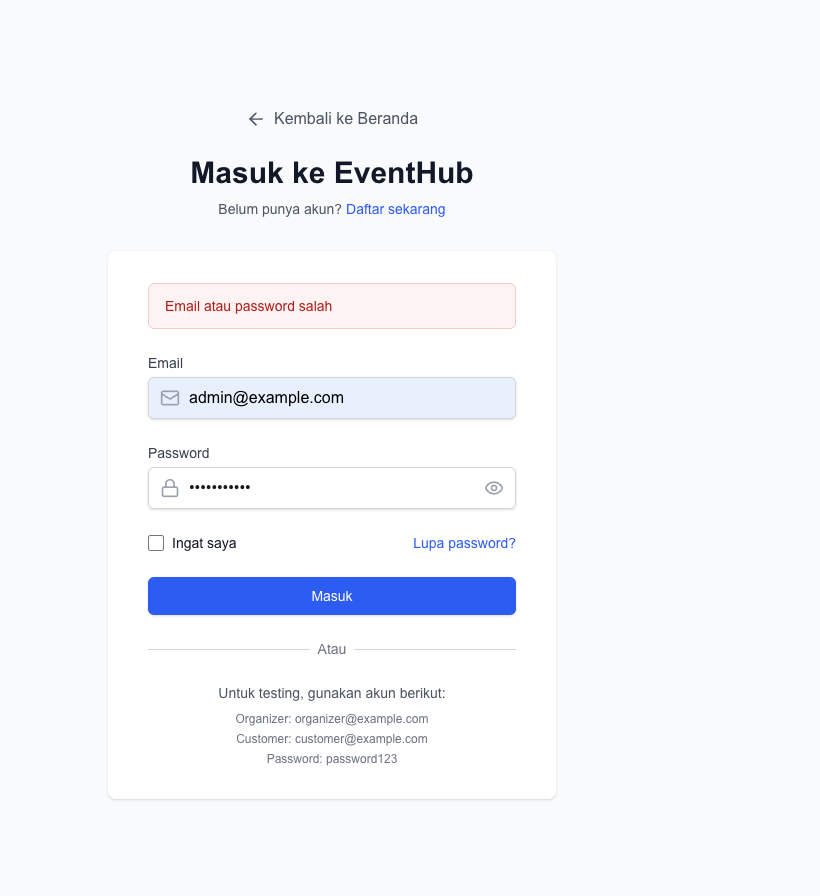 Kembali ke Beranda
Masuk ke EventHub
Belum punya akun? Daftar sekarang
Email atau password salah
Email
admin@example.com
Password
•••••••••••
Ingat saya
Lupa password?
Masuk
Atau
Untuk testing, gunakan akun berikut:
Organizer: organizer@example.com
Customer: customer@example.com
Password: password123